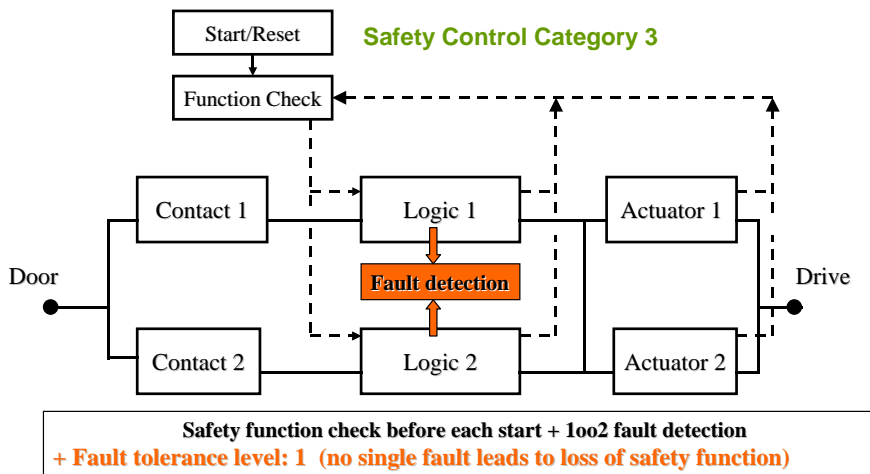 Start/Reset
Safety Control Category 3
Function Check
Contact 1
Logic 1
Actuator 1
Door
Fault detection
Drive
Contact 2
Logic 2
Actuator 2
Safety function check before each start + 1oo2 fault detection
+ Fault tolerance level: 1 (no single fault leads to loss of safety function)